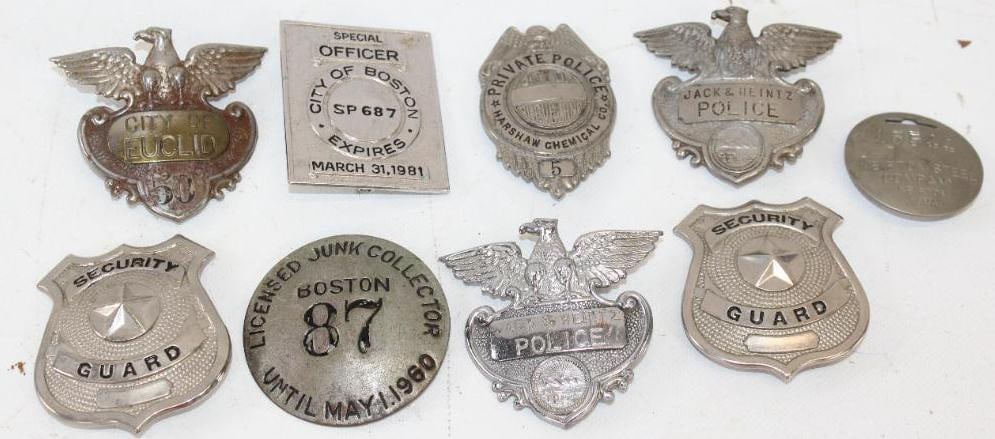 CITY OF
EUCLID
50
SPECIAL
OFFICER
CITY OF BOSTON
SP 687
EXPIRES
MARCH 31, 1981
PRIVATE POLICE
HARSHAW CHEMICAL CO.
5
JACK & HEINTZ
POLICE
SECURITY
GUARD
LICENSED JUNK COLLECTOR
BOSTON
87
UNTIL MAY 1. 1960
JACK & HEINTZ
POLICE
SECURITY
GUARD